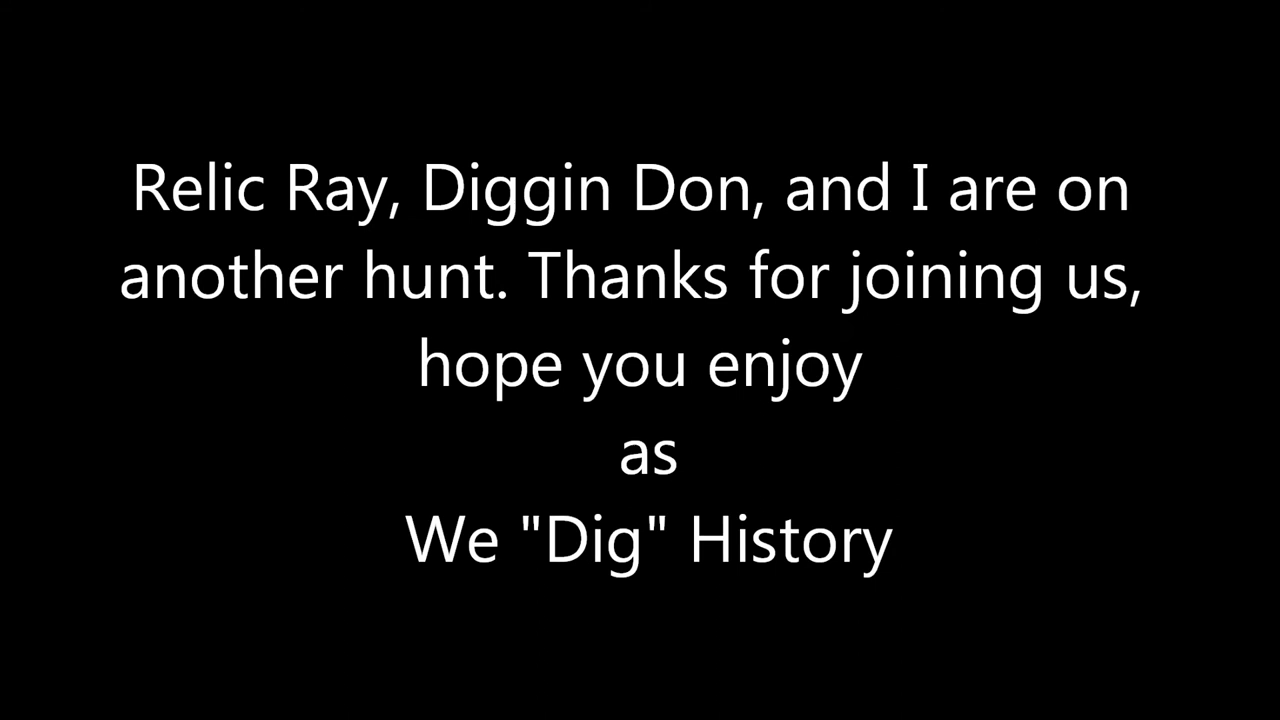 Relic Ray, Diggin Don, and I are on
another hunt. Thanks for joining us,
hope you enjoy
as
We "Dig" History